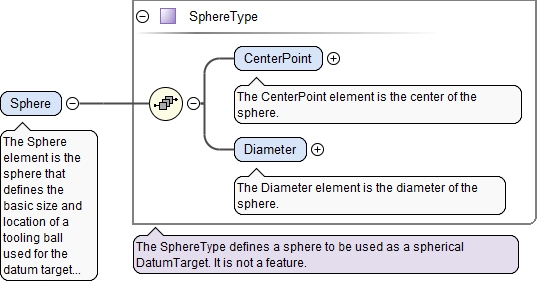 SphereType
CenterPoint
The CenterPoint element is the center of the
sphere.
Sphere
The Sphere
element is the
sphere that
defines the
basic size and
location of a
tooling ball
used for the
datum target...
Diameter
The Diameter element is the diameter of the
sphere.
The SphereType defines a sphere to be used as a spherical
DatumTarget. It is not a feature.